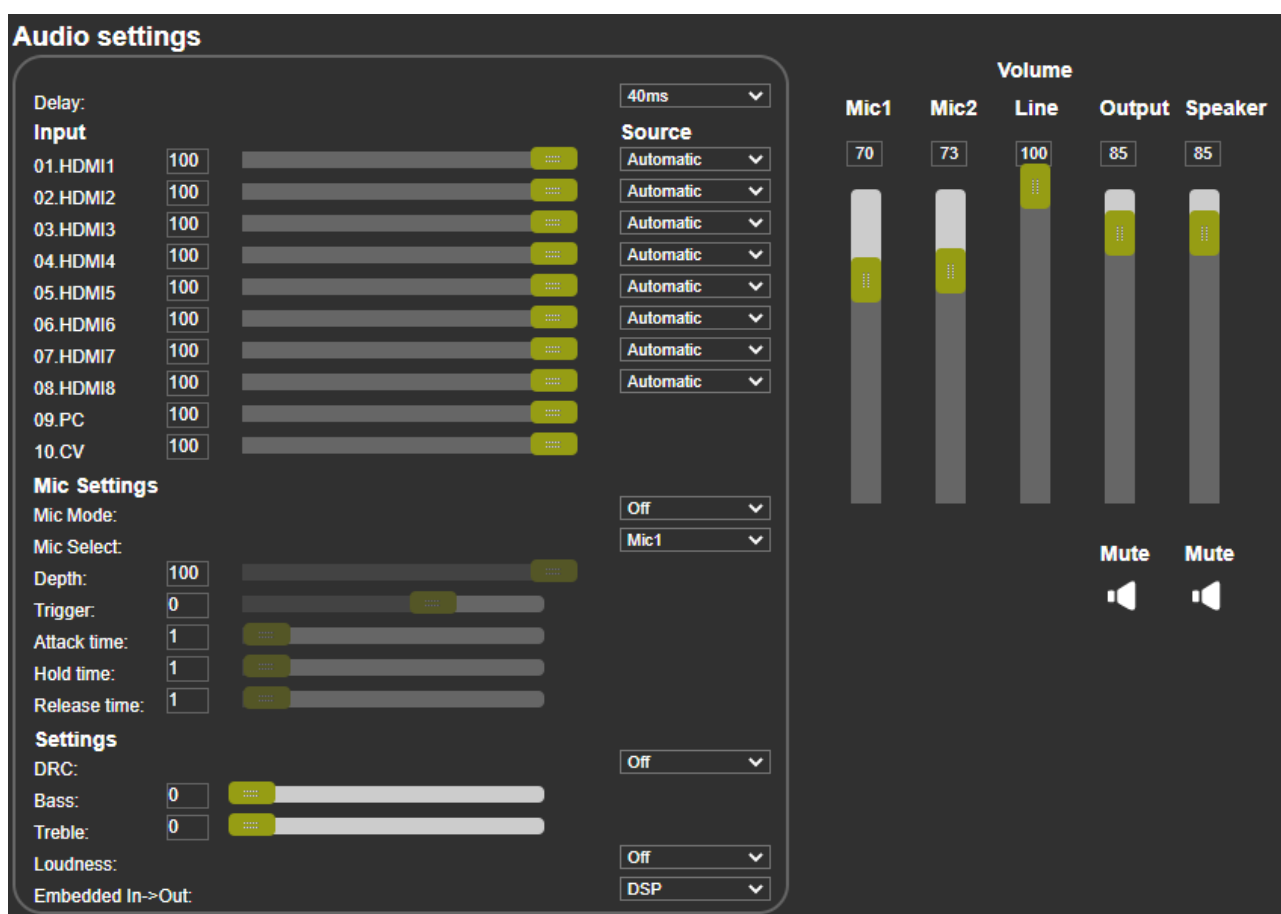 Audio settings
Delay: 40ms
Input Source
01.HDMI1 100 Automatic
02.HDMI2 100 Automatic
03.HDMI3 100 Automatic
04.HDMI4 100 Automatic
05.HDMI5 100 Automatic
06.HDMI6 100 Automatic
07.HDMI7 100 Automatic
08.HDMI8 100 Automatic
09.PC 100
10.CV 100
Mic Settings
Mic Mode: Off
Mic Select: Mic1
Depth: 100
Trigger: 0
Attack time: 1
Hold time: 1
Release time: 1
Settings
DRC: Off
Bass: 0
Treble: 0
Loudness: Off
Embedded In->Out: DSP
Volume
Mic1 Mic2 Line Output Speaker
70 73 100 85 85
Mute Mute